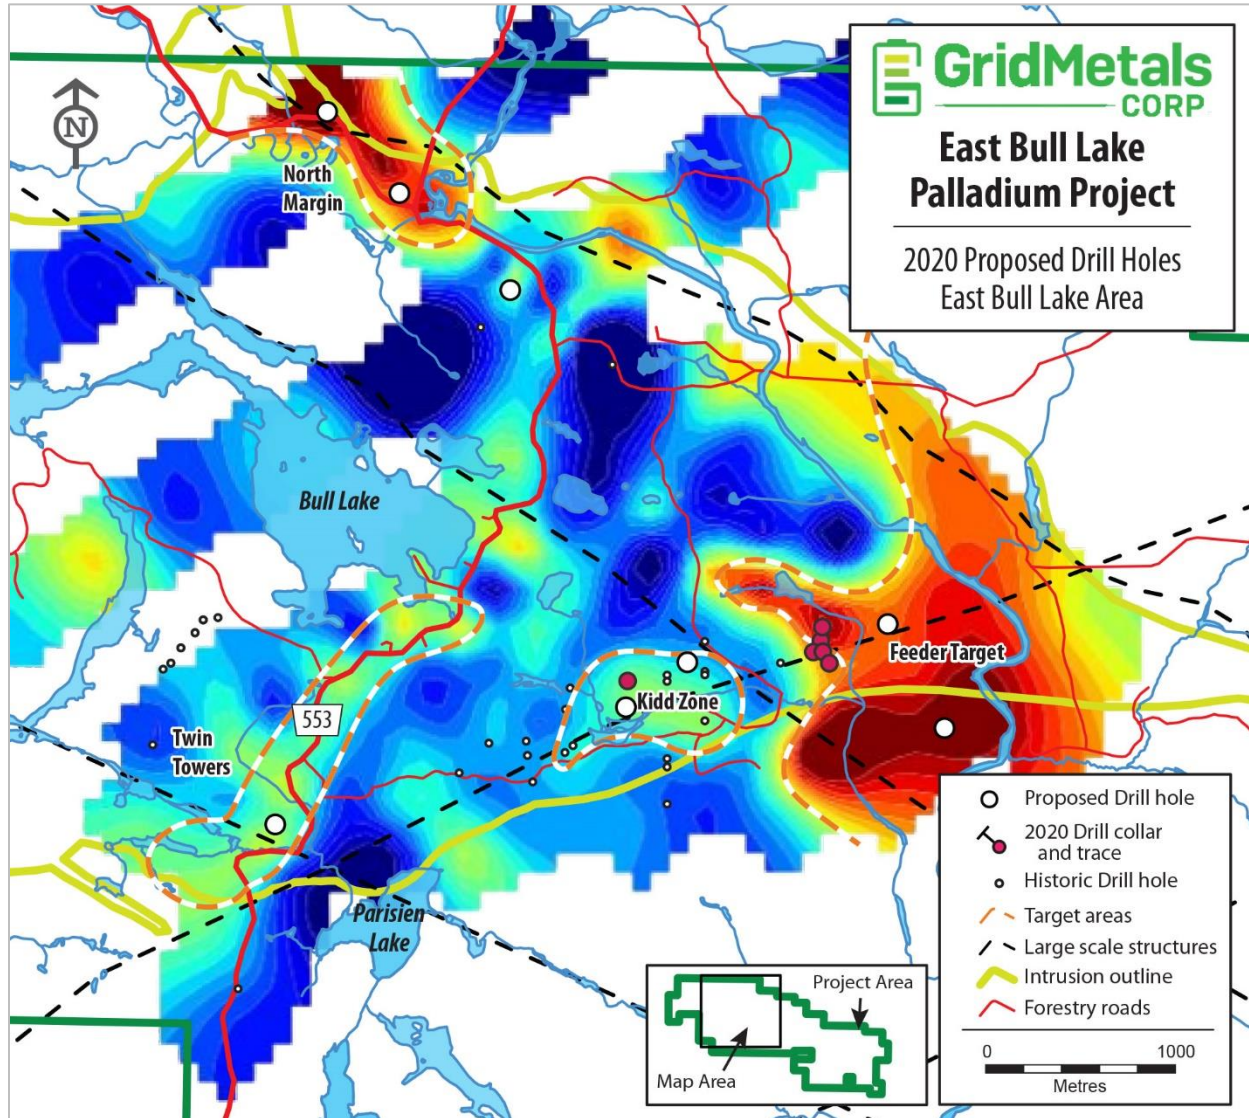 GridMetals
CORP
East Bull Lake
Palladium Project
2020 Proposed Drill Holes
East Bull Lake Area
N
North
Margin
Bull Lake
Feeder Target
Kidd Zone
553
Twin
Towers
Parisien
Lake
Proposed Drill hole
2020 Drill collar
and trace
Historic Drill hole
Target areas
Large scale structures
Intrusion outline
Forestry roads
0 1000
Metres
Project Area
Map Area